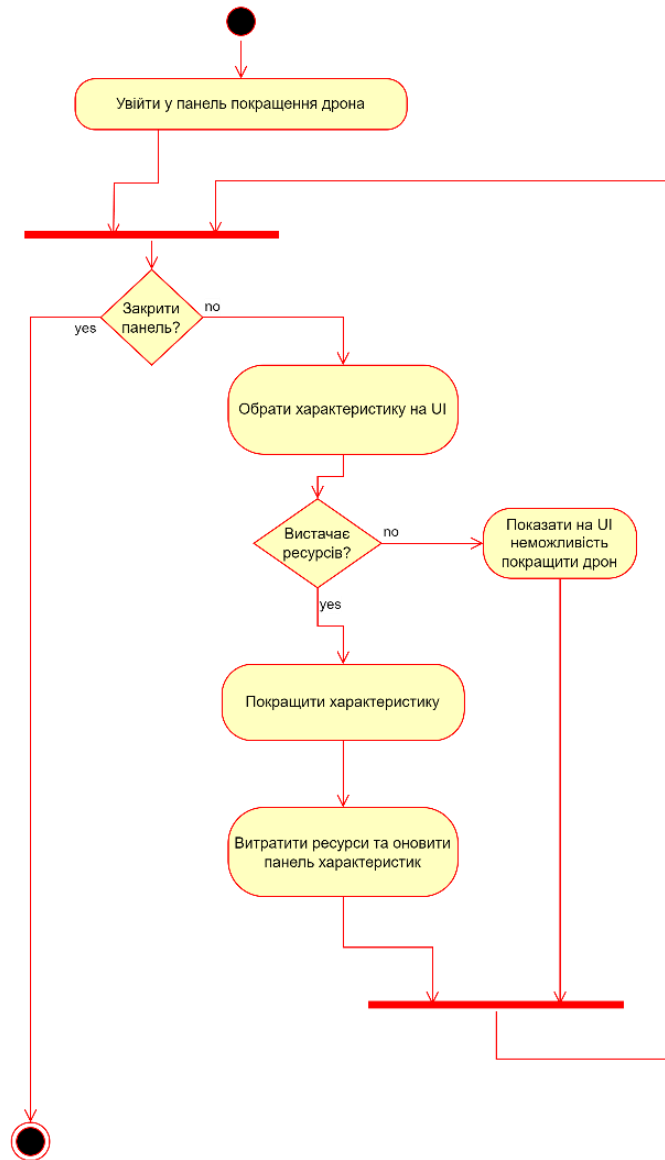 Увійти у панель покращення дрона
Закрити
панель?
yes
no
Обрати характеристику на UI
Вистачає
ресурсів?
no
Показати на UI
неможливість
покращити дрон
yes
Покращити характеристику
Витратити ресурси та оновити
панель характеристик